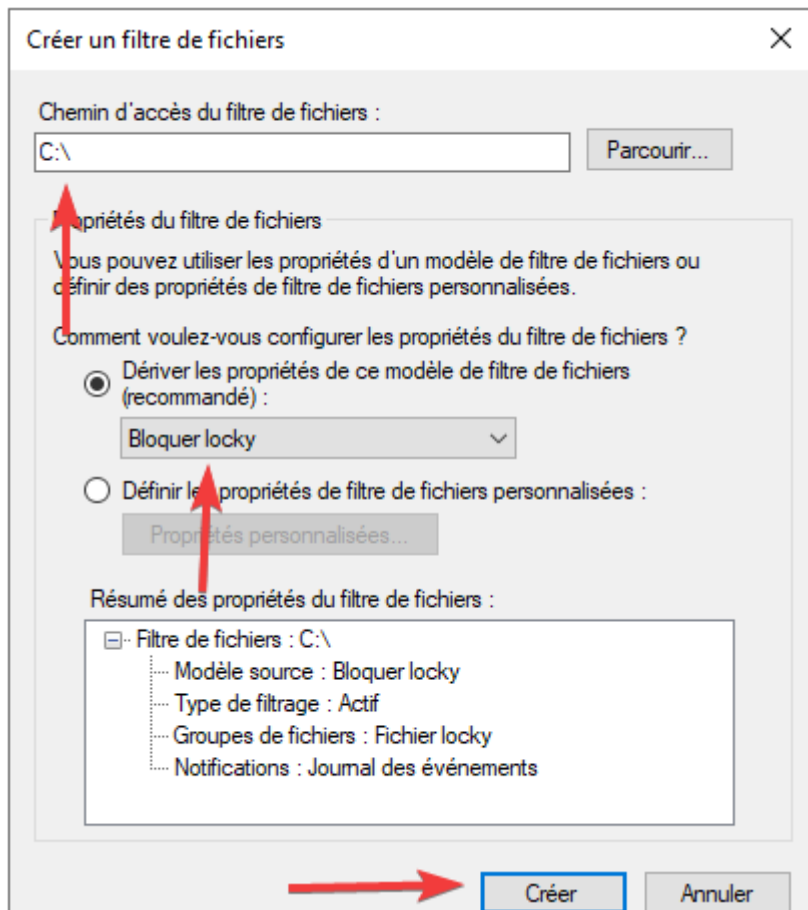 Créer un filtre de fichiers
Chemin d'accès du filtre de fichiers :
C:\
Parcourir...
Propriétés du filtre de fichiers
Vous pouvez utiliser les propriétés d'un modèle de filtre de fichiers ou
définir des propriétés de filtre de fichiers personnalisées.
Comment voulez-vous configurer les propriétés du filtre de fichiers ?
Dériver les propriétés de ce modèle de filtre de fichiers
(recommandé) :
Bloquer locky
Définir les propriétés de filtre de fichiers personnalisées :
Propriétés personnalisées...
Résumé des propriétés du filtre de fichiers :
Filtre de fichiers : C:\
Modèle source : Bloquer locky
Type de filtrage : Actif
Groupes de fichiers : Fichier locky
Notifications : Journal des événements
Créer
Annuler